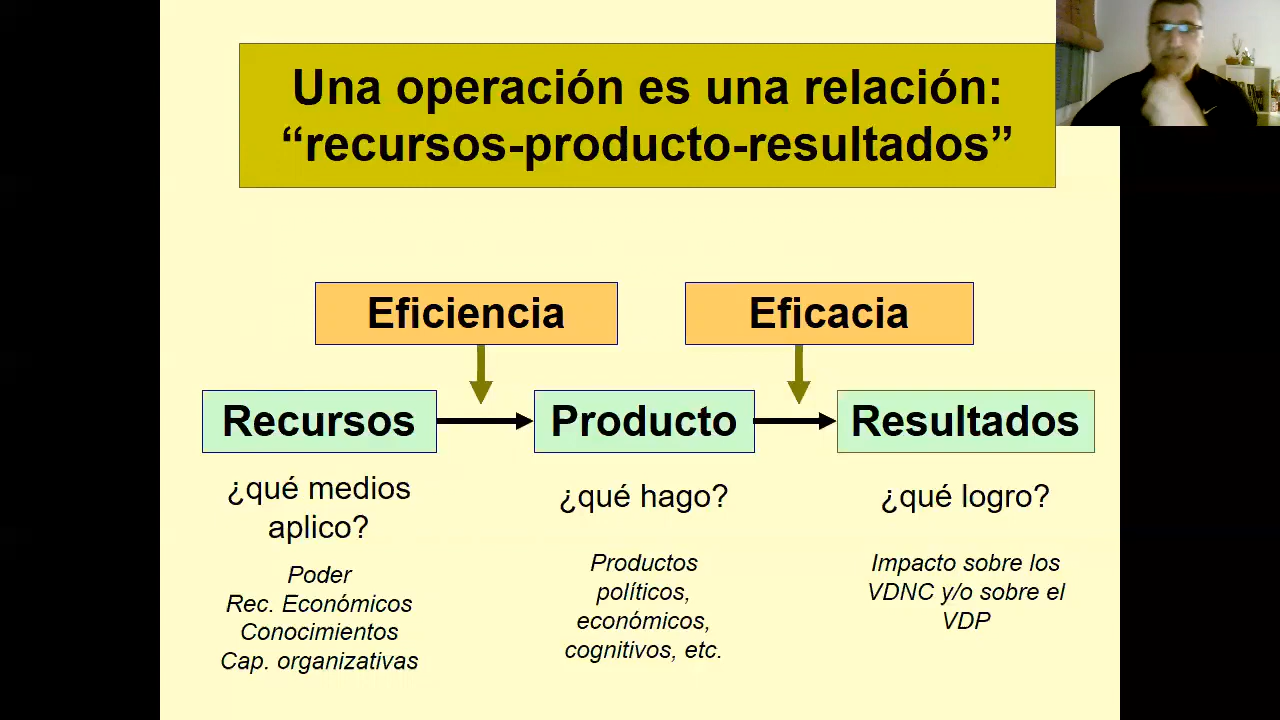 Una operación es una relación:
“recursos-producto-resultados”
Eficiencia
Eficacia
Recursos
Producto
Resultados
¿qué medios
aplico?
¿qué hago?
¿qué logro?
Poder
Rec. Económicos
Conocimientos
Cap. organizativas
Productos
políticos,
económicos,
cognitivos, etc.
Impacto sobre los
VDNC y/o sobre el
VDP